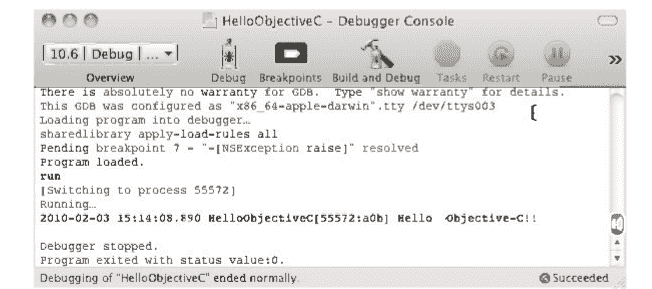 HelloObjectiveC – Debugger Console
10.6 | Debug | ...
Overview Debug Breakpoints Build and Debug Tasks Restart Pause
There is absolutely no warranty for GDB. Type "show warranty" for details.
This GDB was configured as "x86_64-apple-darwin".tty /dev/ttys003
Loading program into debugger…
sharedlibrary apply-load-rules all
Pending breakpoint 7 - "-[NSException raise]" resolved
Program loaded.
run
[Switching to process 55572]
Running…
2010-02-03 15:14:08.890 HelloObjectiveC[55572:a0b] Hello Objective-C!!
Debugger stopped.
Program exited with status value:0.
Debugging of "HelloObjectiveC" ended normally. Succeeded